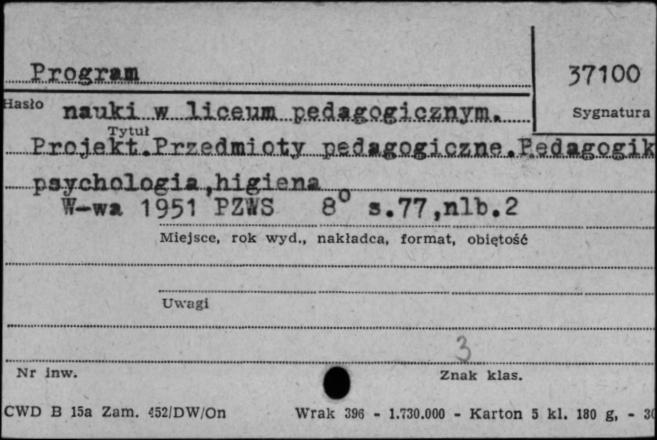 Program
37100
Hasło
nauki w liceum pedagogicznym.
Sygnatura
Tytuł
Projekt.Przedmioty pedagogiczne.Pedagogik
psychologia,higiena
W-wa 1951 PZWS 8° s.77,nlb.2
Miejsce, rok wyd., nakładca, format, objętość
Uwagi
3
Nr inw.
Znak klas.
CWD B 15a Zam. 452/DW/On Wrak 396 - 1.730.000 - Karton 5 kl. 180 g, - 30